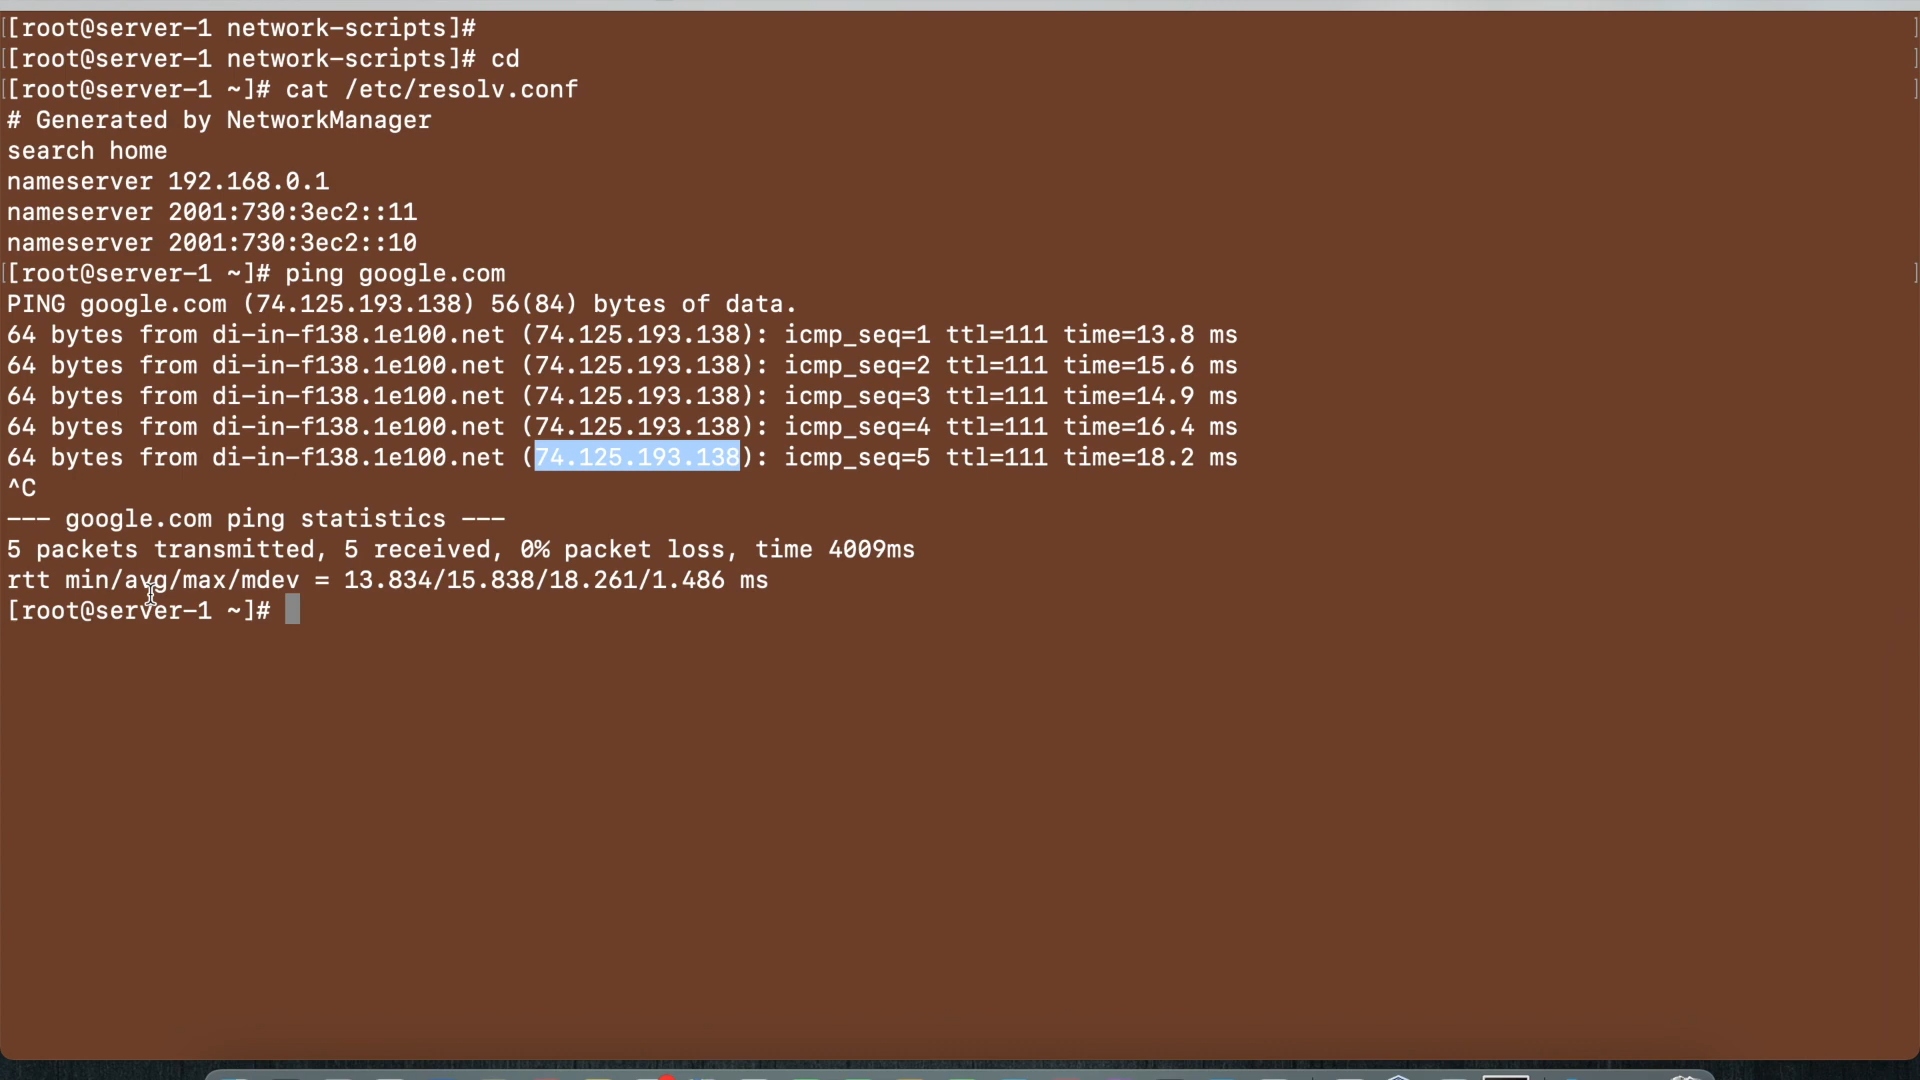 [[root@server-1 network-scripts]# ]
[[root@server-1 network-scripts]# cd ]
[[root@server-1 ~]# cat /etc/resolv.conf ]
# Generated by NetworkManager
search home
nameserver 192.168.0.1
nameserver 2001:730:3ec2::11
nameserver 2001:730:3ec2::10
[[root@server-1 ~]# ping google.com ]
PING google.com (74.125.193.138) 56(84) bytes of data.
64 bytes from di-in-f138.1e100.net (74.125.193.138): icmp_seq=1 ttl=111 time=13.8 ms
64 bytes from di-in-f138.1e100.net (74.125.193.138): icmp_seq=2 ttl=111 time=15.6 ms
64 bytes from di-in-f138.1e100.net (74.125.193.138): icmp_seq=3 ttl=111 time=14.9 ms
64 bytes from di-in-f138.1e100.net (74.125.193.138): icmp_seq=4 ttl=111 time=16.4 ms
64 bytes from di-in-f138.1e100.net (74.125.193.138): icmp_seq=5 ttl=111 time=18.2 ms
^C
--- google.com ping statistics ---
5 packets transmitted, 5 received, 0% packet loss, time 4009ms
rtt min/avg/max/mdev = 13.834/15.838/18.261/1.486 ms
[root@server-1 ~]#